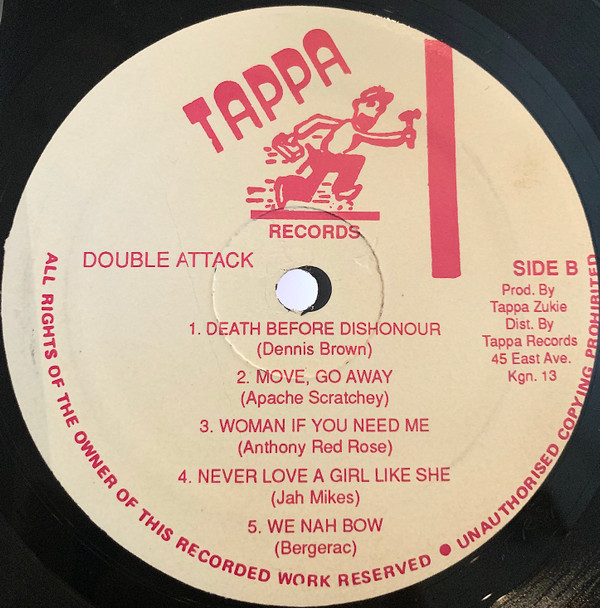 TAPPA
RECORDS
DOUBLE ATTACK
SIDE B
Prod. By
Tappa Zukie
Dist. By
Tappa Records
45 East Ave.
Kgn. 13
1. DEATH BEFORE DISHONOUR
(Dennis Brown)
2. MOVE, GO AWAY
(Apache Scratchey)
3. WOMAN IF YOU NEED ME
(Anthony Red Rose)
4. NEVER LOVE A GIRL LIKE SHE
(Jah Mikes)
5. WE NAH BOW
(Bergerac)
ALL RIGHTS OF THE OWNER OF THIS RECORDED WORK RESERVED ● UNAUTHORISED COPYING PROHIBITED